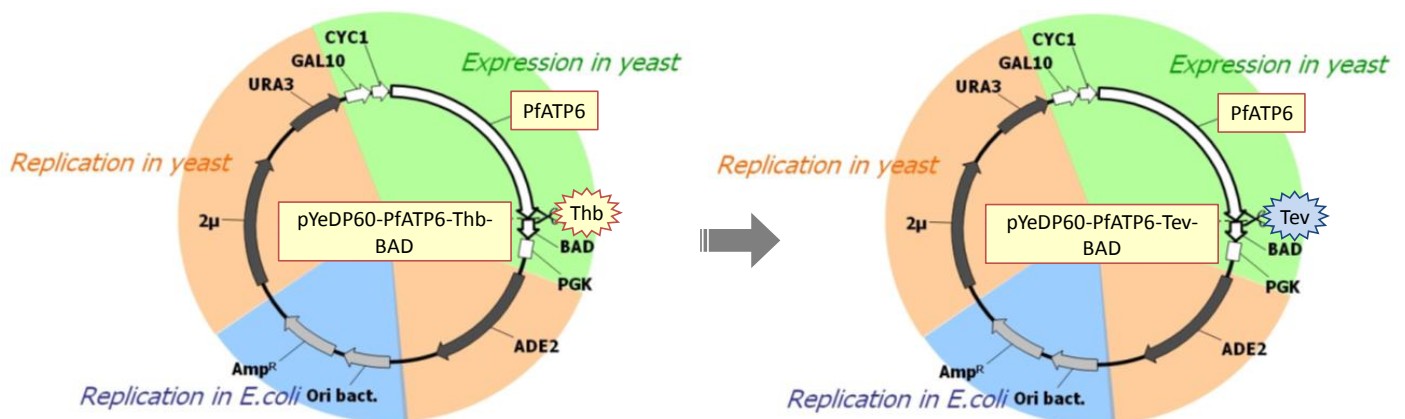 CYC1
GAL10
Expression in yeast
URA3
PfATP6
Replication in yeast
Thb
2μ
pYeDP60-PfATP6-Thb-
BAD
BAD
PGK
ADE2
AmpR
Replication in E.coli
Ori bact.
CYC1
GAL10
Expression in yeast
URA3
PfATP6
Replication in yeast
Tev
2μ
pYeDP60-PfATP6-Tev-
BAD
BAD
PGK
ADE2
AmpR
Replication in E.coli
Ori bact.